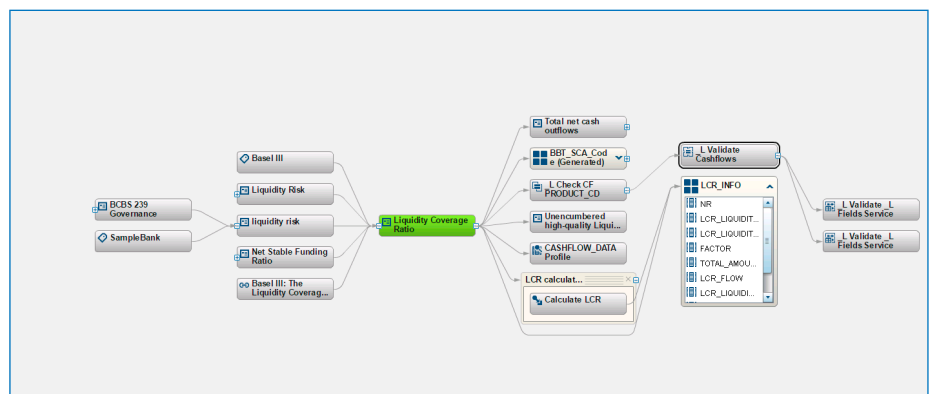 BCBS 239
Governance
SampleBank
Basel III
Liquidity Risk
liquidity risk
Net Stable Funding
Ratio
Basel III: The
Liquidity Coverag...
Liquidity Coverage
Ratio
Total net cash
outflows
BBT_SCA_Cod
e (Generated)
_L Check CF
PRODUCT_CD
Unencumbered
high-quality Liqui...
CASHFLOW_DATA
Profile
LCR calculat...
Calculate LCR
_L Validate
Cashflows
LCR_INFO
NR
LCR_LIQUIDIT...
LCR_LIQUIDIT...
FACTOR
TOTAL_AMOU...
LCR_FLOW
LCR_LIQUIDI...
_L Validate _L
Fields Service
_L Validate _L
Fields Service